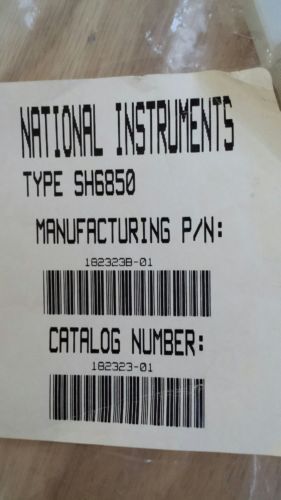 NATIONAL INSTRUMENTS
TYPE SH6850
MANUFACTURING P/N:
182323B-01
CATALOG NUMBER:
182323-01